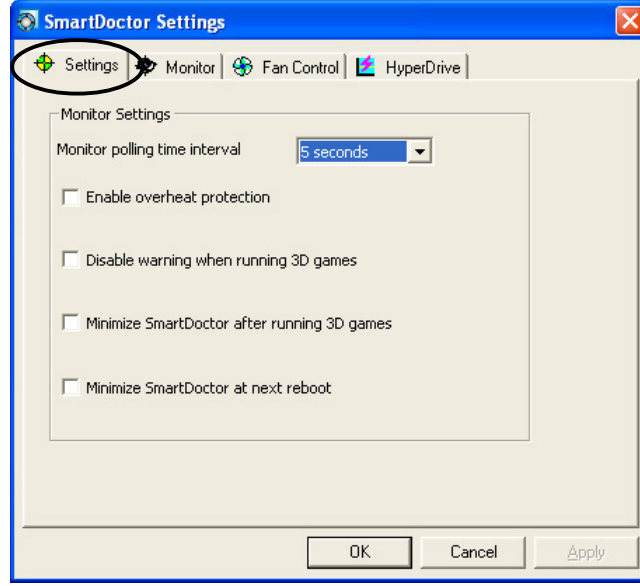 SmartDoctor Settings
Settings Monitor Fan Control HyperDrive
Monitor Settings
Monitor polling time interval 5 seconds
Enable overheat protection
Disable warning when running 3D games
Minimize SmartDoctor after running 3D games
Minimize SmartDoctor at next reboot
OK Cancel Apply